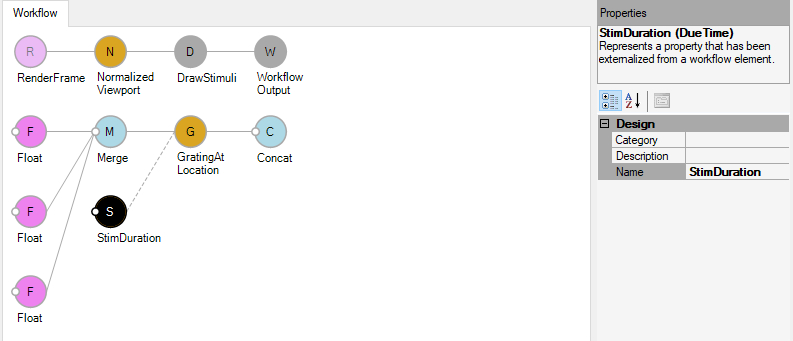 Workflow
R
N
D
W
RenderFrame
Normalized
Viewport
DrawStimuli
Workflow
Output
F
M
G
C
Float
Merge
GratingAt
Location
Concat
F
S
Float
StimDuration
F
Float
Properties
StimDuration (DueTime)
Represents a property that has been
externalized from a workflow element.
A
Z
Design
Category
Description
Name StimDuration